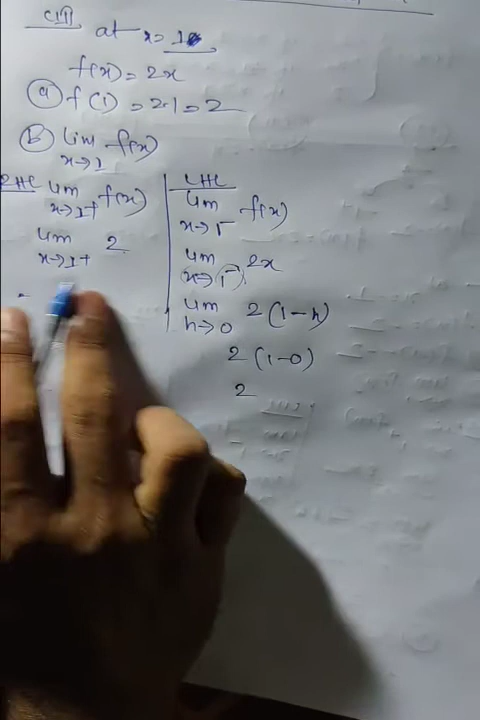 CIII at x = 1
f(x) = 2x
(a) f(1) = 2.1 = 2
(b) lim f(x)
x→1
RHL lim f(x)
x→1+
lim 2
x→1+
LHL
lim f(x)
x→1-
lim 2x
x→1-
lim 2(1-h)
h→0
2(1-0)
2